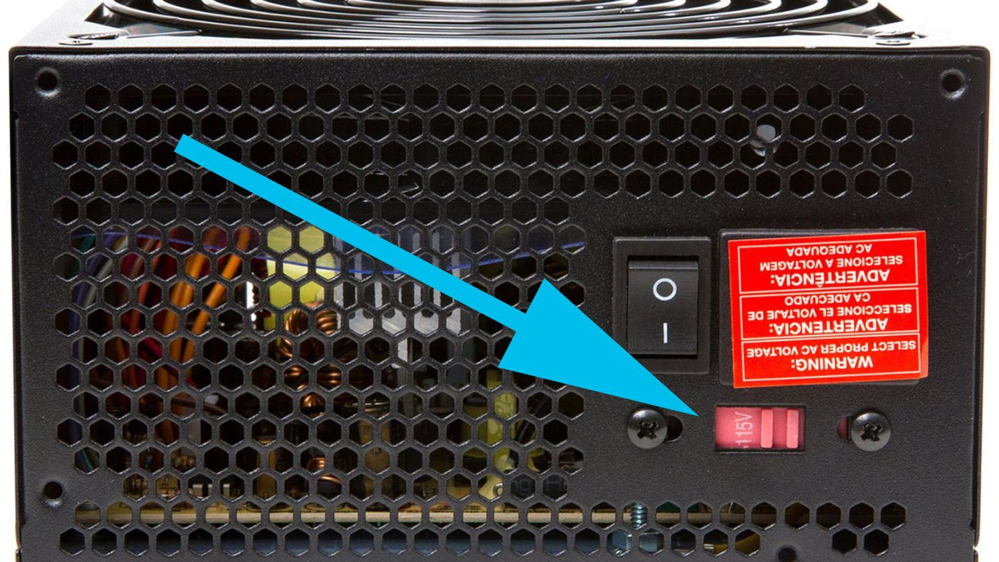 O
I
WARNING:
SELECT PROPER AC VOLTAGE
ADVERTENCIA:
SELECCIONE EL VOLTAJE DE
CA ADECUADO
ADVERTÊNCIA:
SELECIONE A VOLTAGEM
AC ADEQUADA
115V